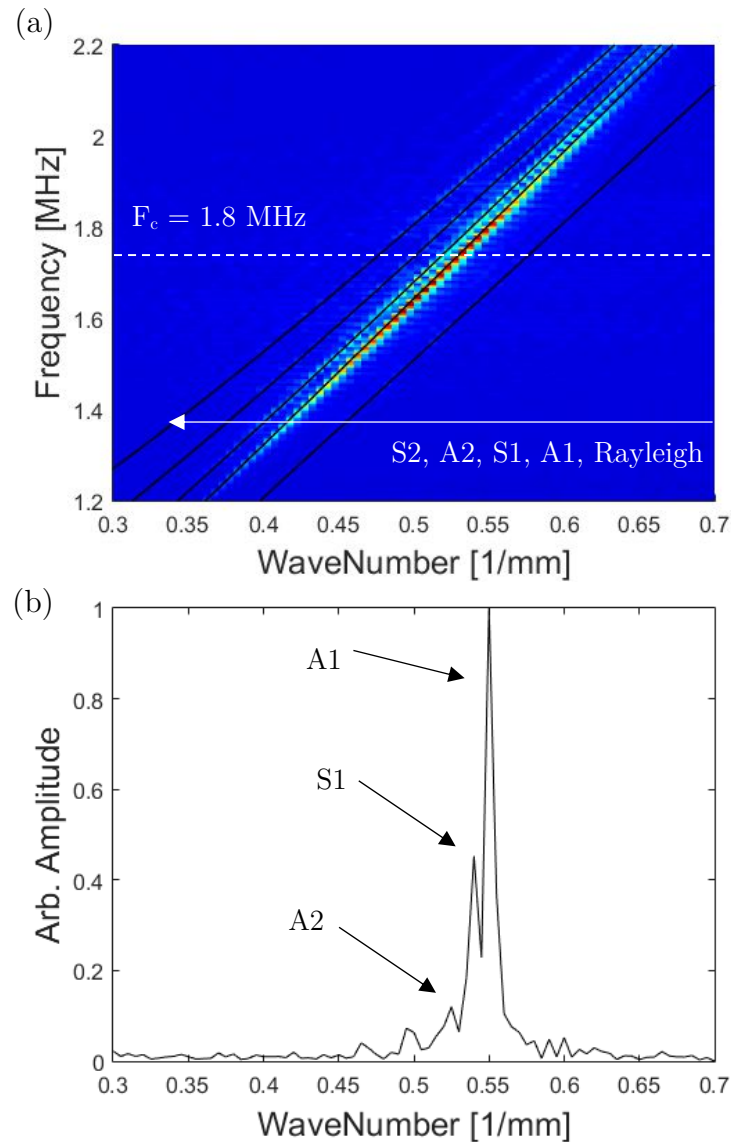 (a)
2.2
2
1.8
1.6
1.4
1.2
Frequency [MHz]
F_c = 1.8 MHz
S2, A2, S1, A1, Rayleigh
0.3 0.35 0.4 0.45 0.5 0.55 0.6 0.65 0.7
WaveNumber [1/mm]
(b)
1
0.8
0.6
0.4
0.2
0
Arb. Amplitude
A1
S1
A2
0.3 0.35 0.4 0.45 0.5 0.55 0.6 0.65 0.7
WaveNumber [1/mm]